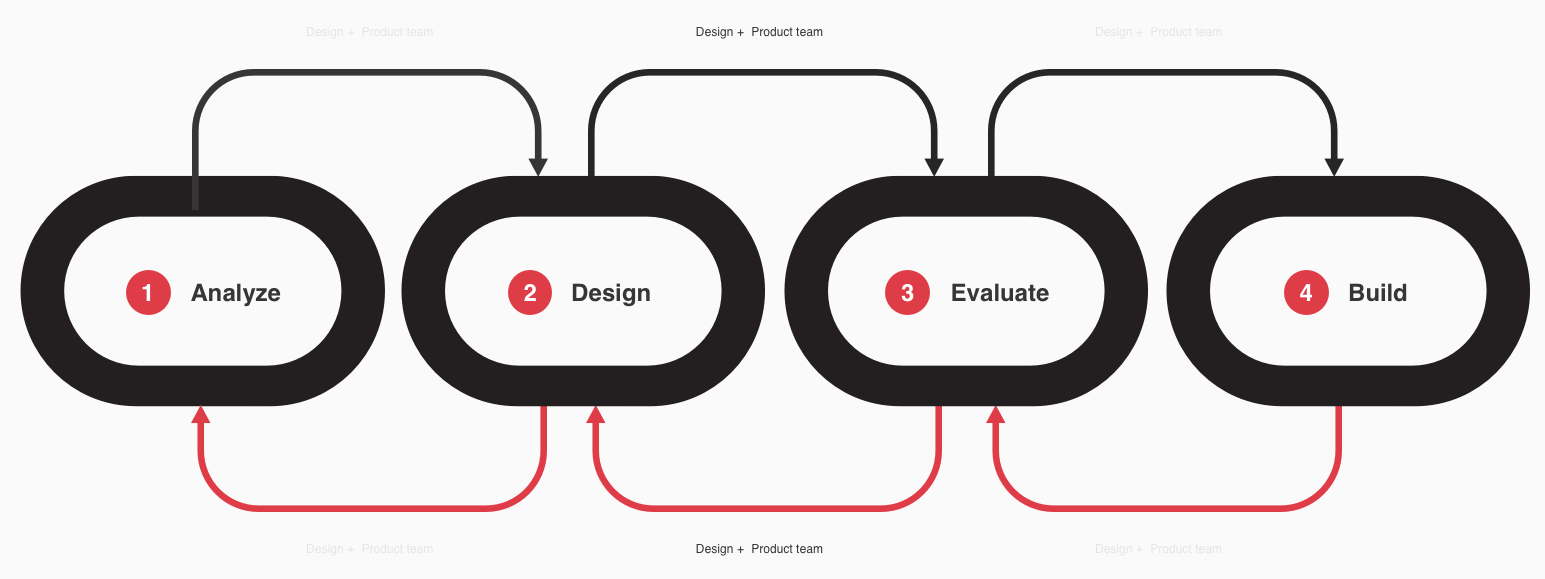 Design +  Product team
Design +  Product team
Design +  Product team
1 Analyze
2 Design
3 Evaluate
4 Build
Design +  Product team
Design +  Product team
Design +  Product team